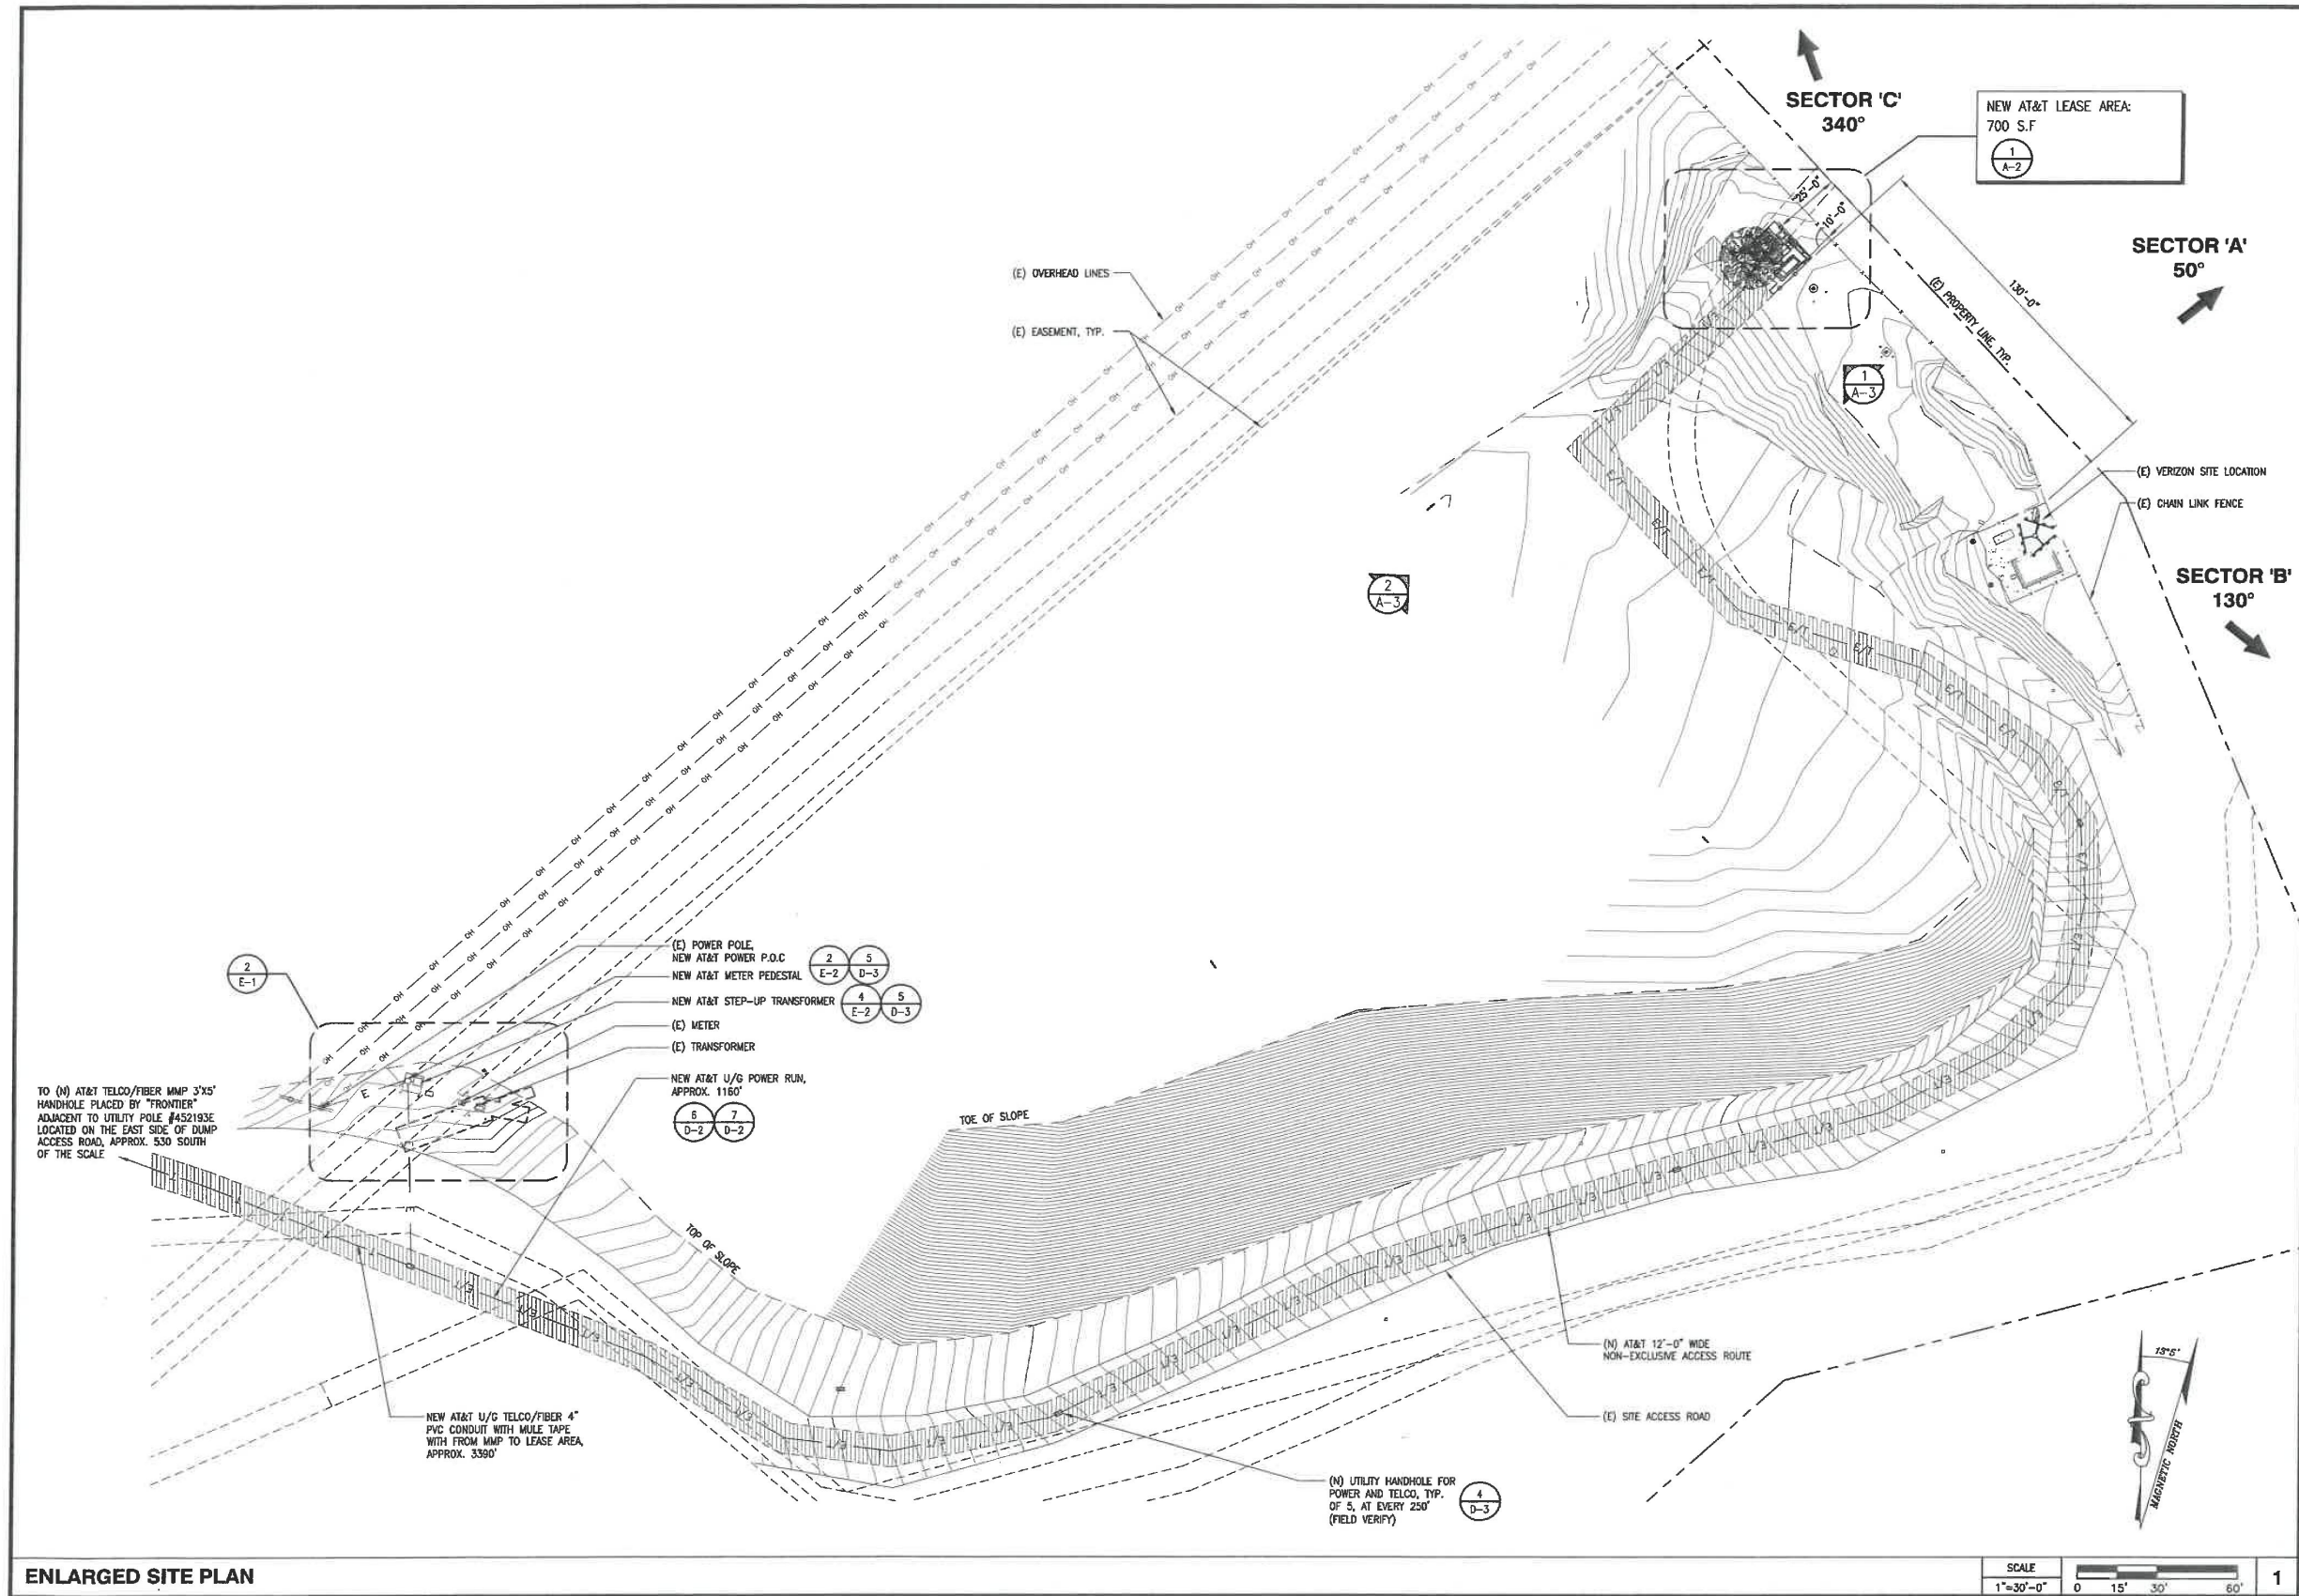 SECTOR 'C'
340°
NEW AT&T LEASE AREA:
700 S.F
1
A-2
25'-0"
10'-0"
130'-0"
SECTOR 'A'
50°
(E) PROPERTY LINE, TYP.
(E) OVERHEAD LINES
(E) EASEMENT, TYP.
1
A-3
(E) VERIZON SITE LOCATION
(E) CHAIN LINK FENCE
2
A-3
SECTOR 'B'
130°
(E) POWER POLE,
NEW AT&T POWER P.O.C
NEW AT&T METER PEDESTAL
2
E-2
5
D-3
NEW AT&T STEP-UP TRANSFORMER
4
E-2
5
D-3
(E) METER
(E) TRANSFORMER
2
E-1
NEW AT&T U/G POWER RUN,
APPROX. 1160'
6
D-2
7
D-2
TO (N) AT&T TELCO/FIBER MMP 3'X5'
HANDHOLE PLACED BY "FRONTIER"
ADJACENT TO UTILITY POLE #452193E
LOCATED ON THE EAST SIDE OF DUMP
ACCESS ROAD, APPROX. 530 SOUTH
OF THE SCALE
TOE OF SLOPE
TOP OF SLOPE
NEW AT&T U/G TELCO/FIBER 4"
PVC CONDUIT WITH MULE TAPE
WITH FROM MMP TO LEASE AREA,
APPROX. 3390'
(N) AT&T 12'-0" WIDE
NON-EXCLUSIVE ACCESS ROUTE
(E) SITE ACCESS ROAD
(N) UTILITY HANDHOLE FOR
POWER AND TELCO, TYP.
OF 5, AT EVERY 250'
(FIELD VERIFY)
4
D-3
13°5'
MAGNETIC NORTH
ENLARGED SITE PLAN
SCALE
1"=30'-0"
0 15' 30' 60'
1